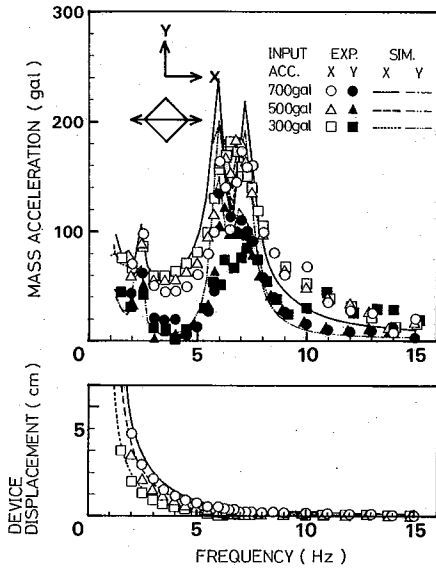 Y
X
INPUT EXP. SIM.
ACC. X Y X Y
700gal
500gal
300gal
MASS ACCELERATION (gal)
300
200
100
0 5 10 15
DEVICE
DISPLACEMENT (cm)
5
0 5 10 15
FREQUENCY (Hz)